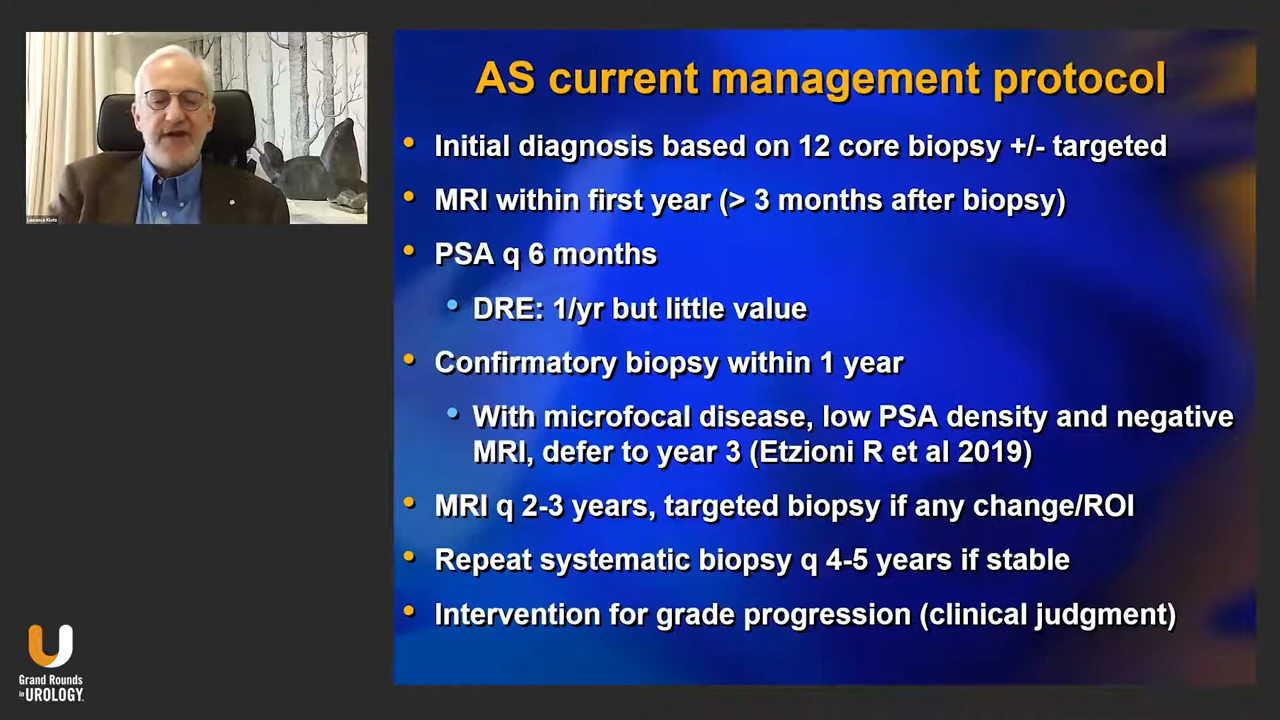 AS current management protocol
• Initial diagnosis based on 12 core biopsy +/- targeted
• MRI within first year (> 3 months after biopsy)
• PSA q 6 months
• DRE: 1/yr but little value
• Confirmatory biopsy within 1 year
• With microfocal disease, low PSA density and negative
MRI, defer to year 3 (Etzioni R et al 2019)
• MRI q 2-3 years, targeted biopsy if any change/ROI
• Repeat systematic biopsy q 4-5 years if stable
• Intervention for grade progression (clinical judgment)
Laurence Klotz
Grand Rounds
in UROLOGY